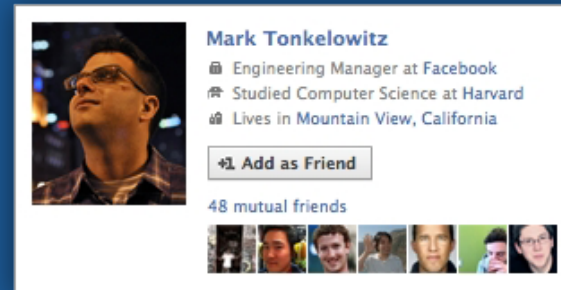 Mark Tonkelowitz
Engineering Manager at Facebook
Studied Computer Science at Harvard
Lives in Mountain View, California
+1 Add as Friend
48 mutual friends